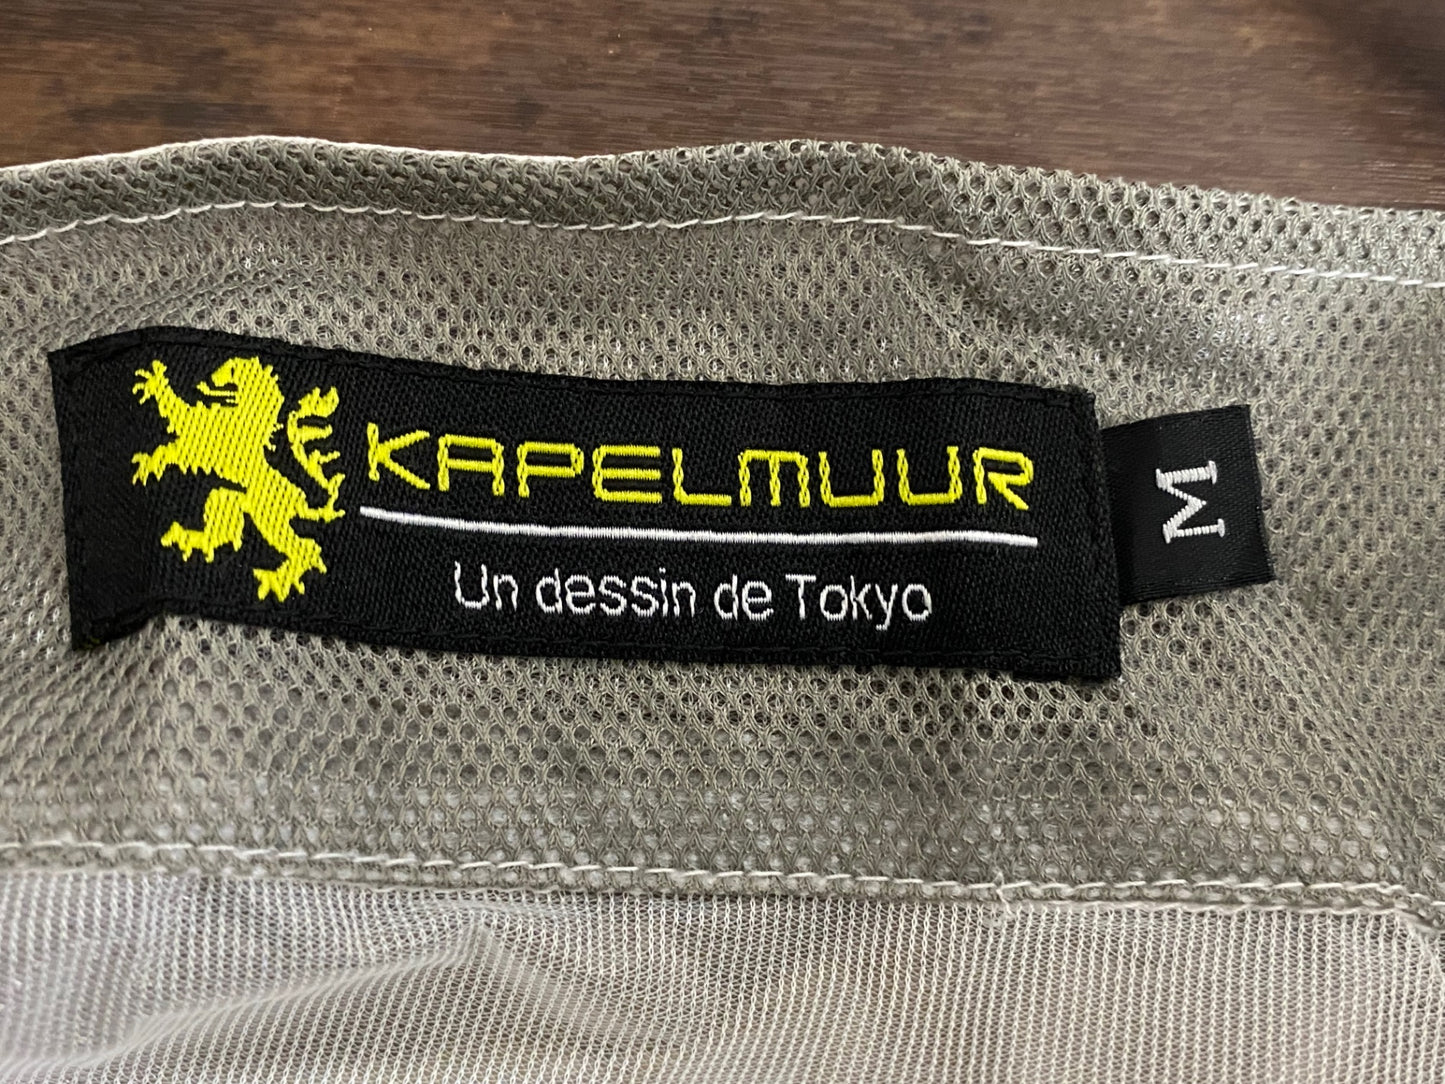 KAPELMUUR
Un dessin de Tokyo
M